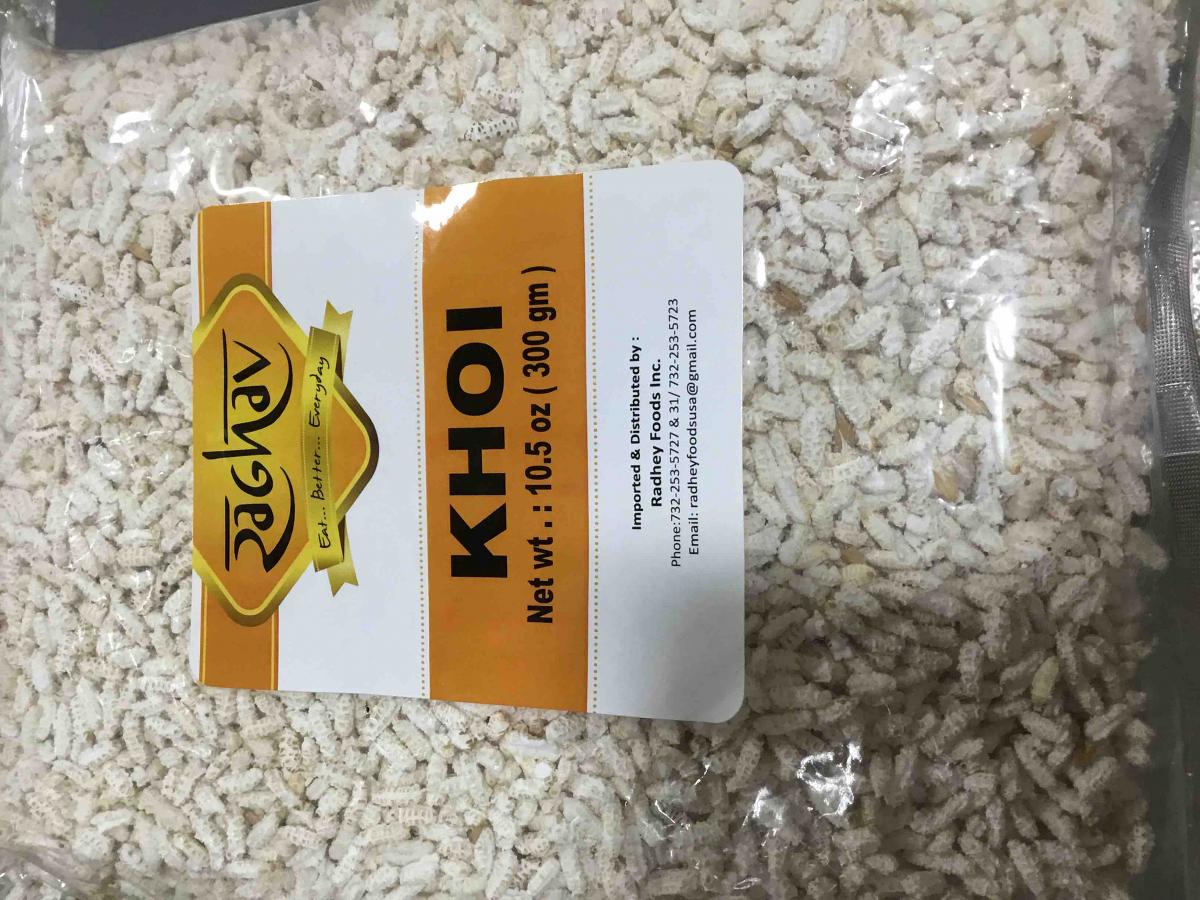 RAGHAV
Eat... Better... Everyday
KHOI
Net wt. : 10.5 oz ( 300 gm )
Imported & Distributed by :
Radhey Foods Inc.
Phone:732-253-5727 & 31/ 732-253-5723
Email: radheyfoodsusa@gmail.com